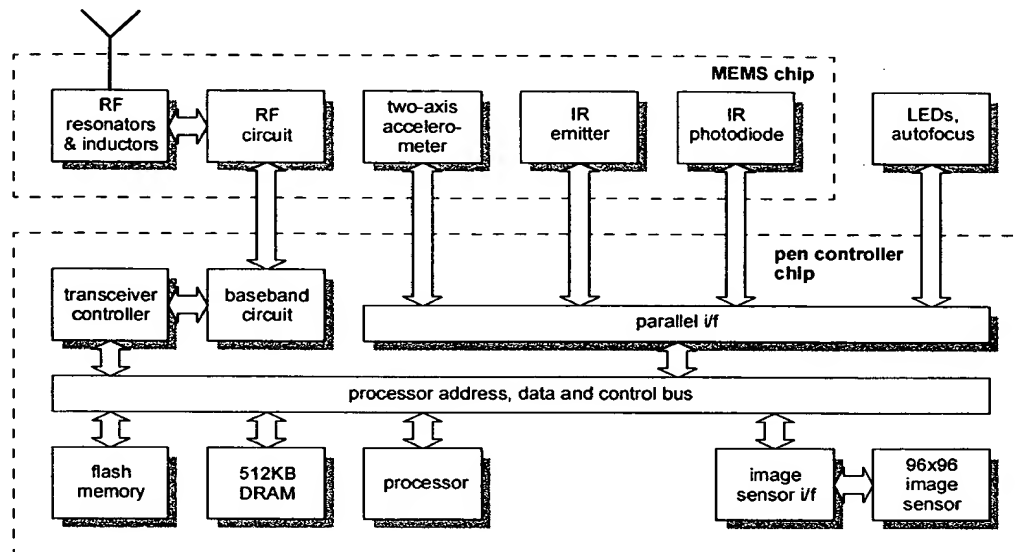 MEMS chip
RF
resonators
& inductors
RF
circuit
two-axis
accelero-
meter
IR
emitter
IR
photodiode
LEDs,
autofocus
pen controller
chip
transceiver
controller
baseband
circuit
parallel i/f
processor address, data and control bus
flash
memory
512KB
DRAM
processor
image
sensor i/f
96x96
image
sensor